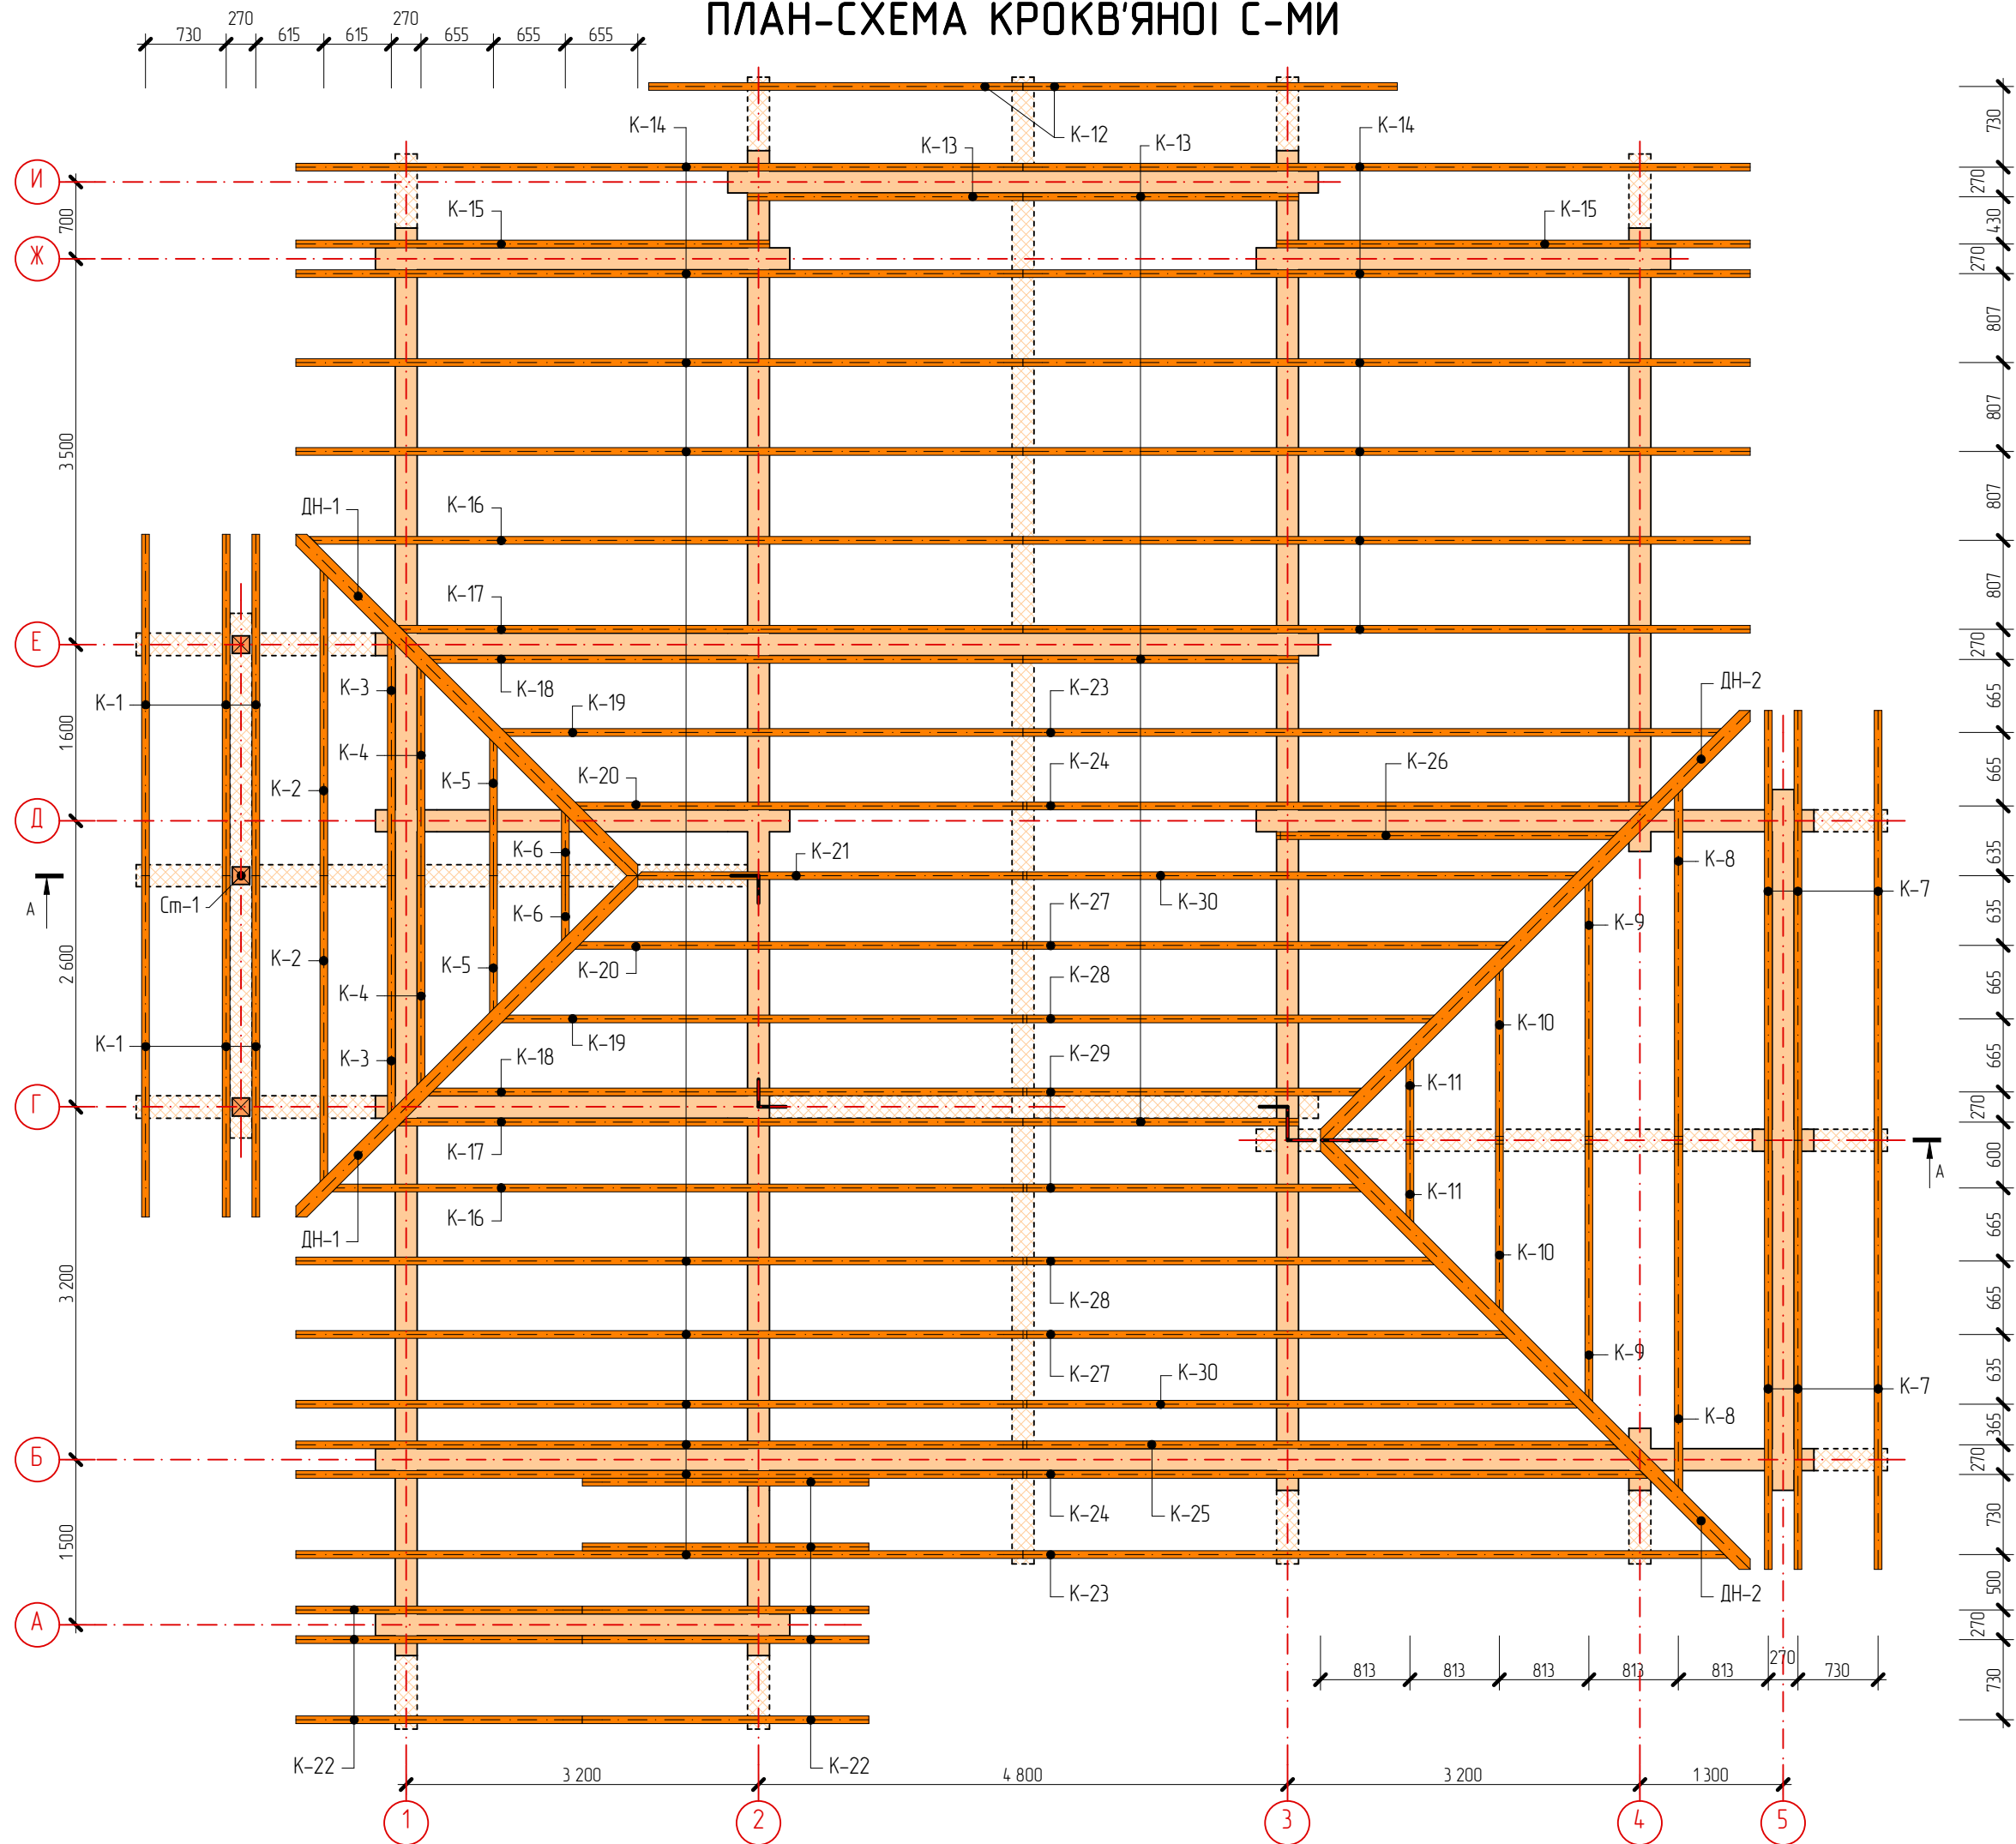 ПЛАН-СХЕМА КРОКВ'ЯНОЇ С-МИ
730 270 615 615 270 655 655 655
К-14 К-12 К-14
К-13 К-13
730
И
270
К-15 К-15
700
430
Ж
270
807
807
3 500
807
ДН-1 К-16
807
К-17
Е
270
К-3 К-18 К-23 ДН-2
К-1 К-19
665
1 600
К-4
К-2 К-5 К-20 К-24 К-26
665
Д
635
К-6 К-21 К-8
А Ст-1 К-30 К-7
К-6 К-27 К-9
635
К-2 К-5 К-20
2 600
К-4 К-28 К-10
665
К-1 К-3 К-18 К-19 К-29
665
К-11
Г
270
К-17
600
А
К-11
ДН-1 К-16
К-10
665
3 200
К-28
665
К-27 К-30 К-9
К-7
635
К-8
365
Б
270
К-24 К-25
730
1 500
К-23 ДН-2
500
А
270
813 813 813 813 813 270 730
730
К-22 К-22
3 200 4 800 3 200 1 300
1 2 3 4 5